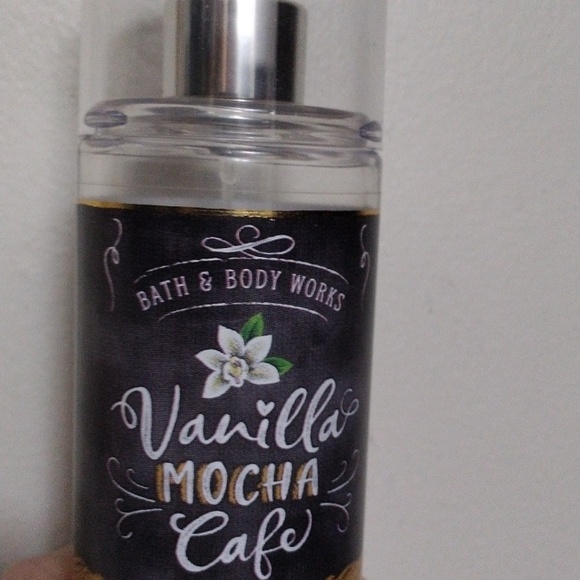 BATH & BODY WORKS
Vanilla
MOCHA
Cafe